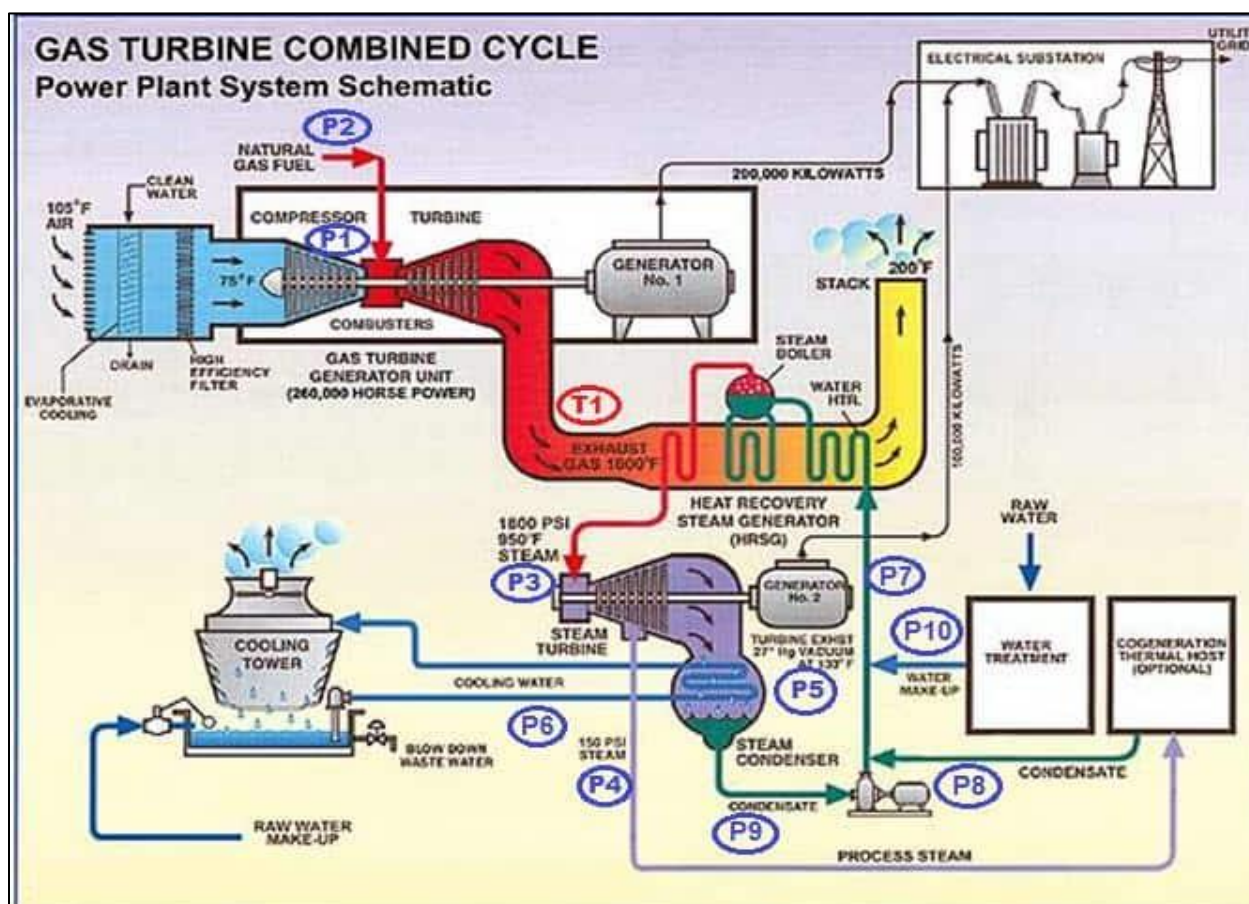 GAS TURBINE COMBINED CYCLE
Power Plant System Schematic
UTILIT
GRID
ELECTRICAL SUBSTATION
P2
NATURAL
GAS FUEL
200,000 KILOWATTS
CLEAN
WATER
105°F
AIR
COMPRESSOR
TURBINE
P1
75°F
GENERATOR
No. 1
STACK
200°F
COMBUSTERS
DRAIN
HIGH
EFFICIENCY
FILTER
EVAPORATIVE
COOLING
GAS TURBINE
GENERATOR UNIT
(260,000 HORSE POWER)
STEAM
BOILER
WATER
HTR.
T1
100,000 KILOWATTS
EXHAUST
GAS 1600°F
HEAT RECOVERY
STEAM GENERATOR
(HRSG)
RAW
WATER
1800 PSI
950°F
STEAM
P3
GENERATOR
No. 2
P7
STEAM
TURBINE
TURBINE EXHST
27" Hg VACUUM
AT 133°F
P10
WATER
TREATMENT
COGENERATION
THERMAL HOST
(OPTIONAL)
COOLING
TOWER
COOLING WATER
P5
WATER
MAKE-UP
P6
150 PSI
STEAM
BLOW DOWN
WASTE WATER
STEAM
CONDENSER
P4
P8
CONDENSATE
CONDENSATE
P9
RAW WATER
MAKE-UP
PROCESS STEAM